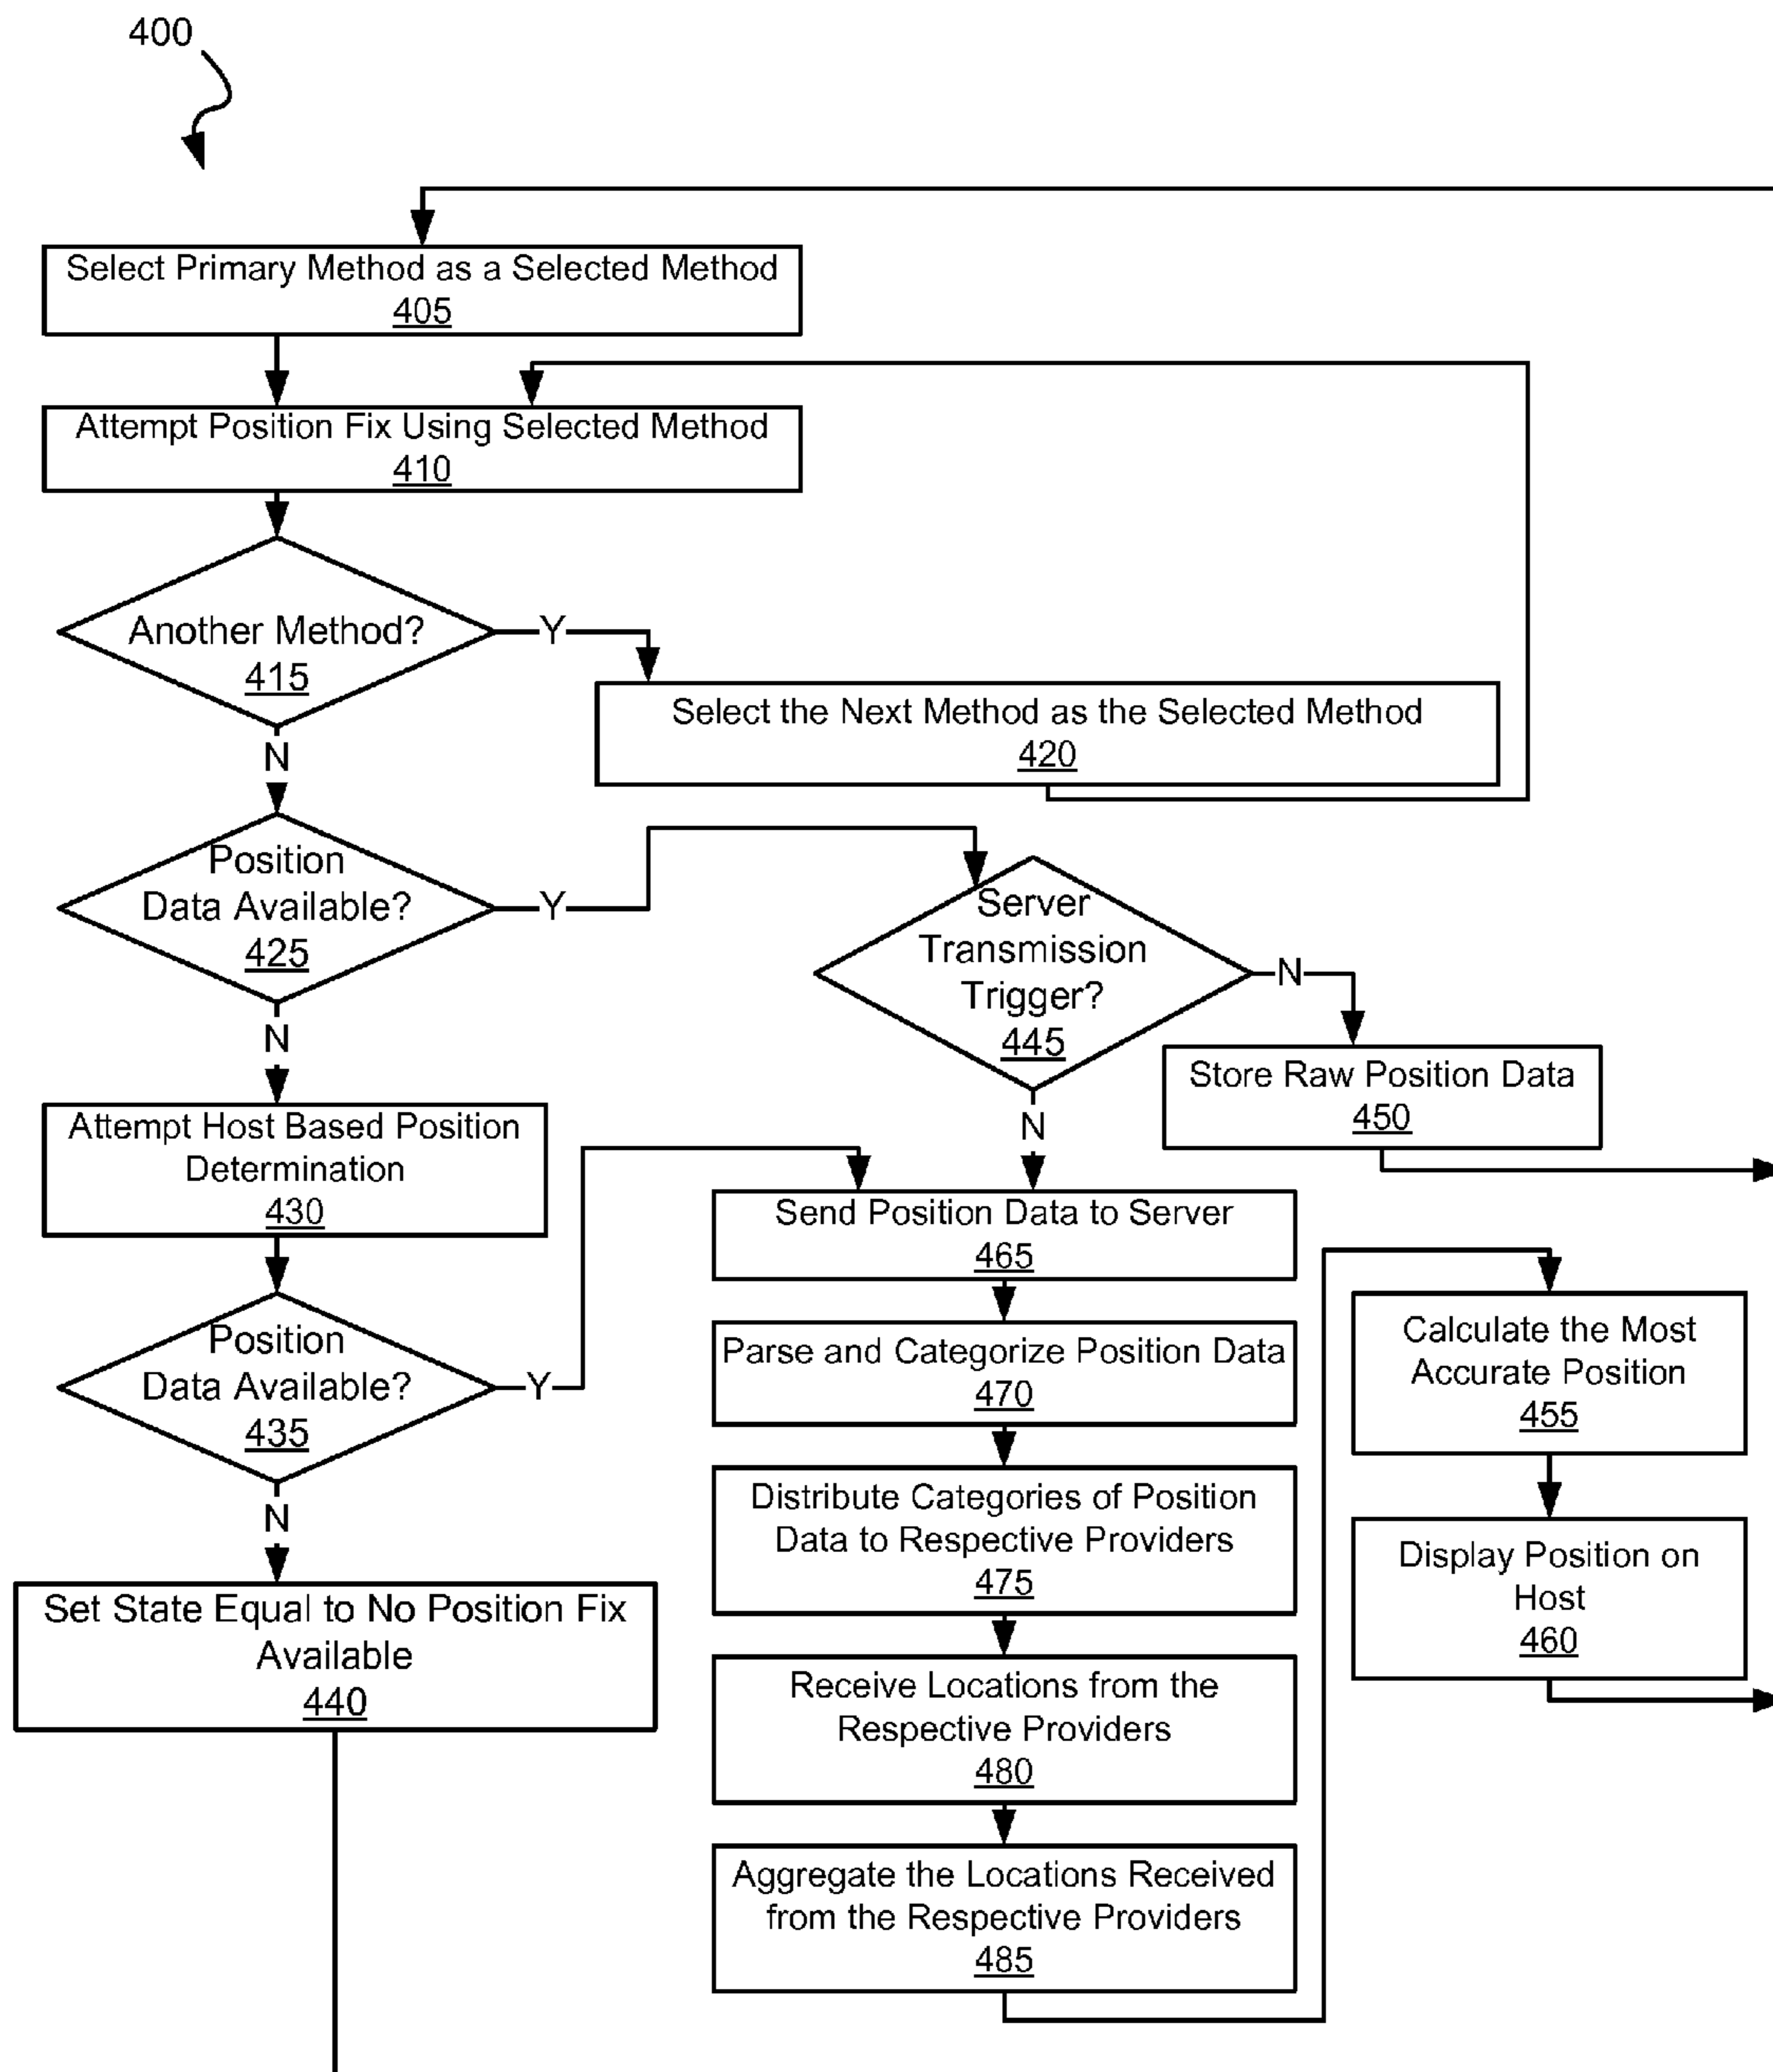 400
Select Primary Method as a Selected Method
405
Attempt Position Fix Using Selected Method
410
Another Method?
415
Y
N
Select the Next Method as the Selected Method
420
Position
Data Available?
425
Y
N
Server
Transmission
Trigger?
445
N
N
Store Raw Position Data
450
Attempt Host Based Position
Determination
430
Position
Data Available?
435
Y
N
Set State Equal to No Position Fix
Available
440
Send Position Data to Server
465
Parse and Categorize Position Data
470
Distribute Categories of Position
Data to Respective Providers
475
Receive Locations from the
Respective Providers
480
Aggregate the Locations Received
from the Respective Providers
485
Calculate the Most
Accurate Position
455
Display Position on
Host
460